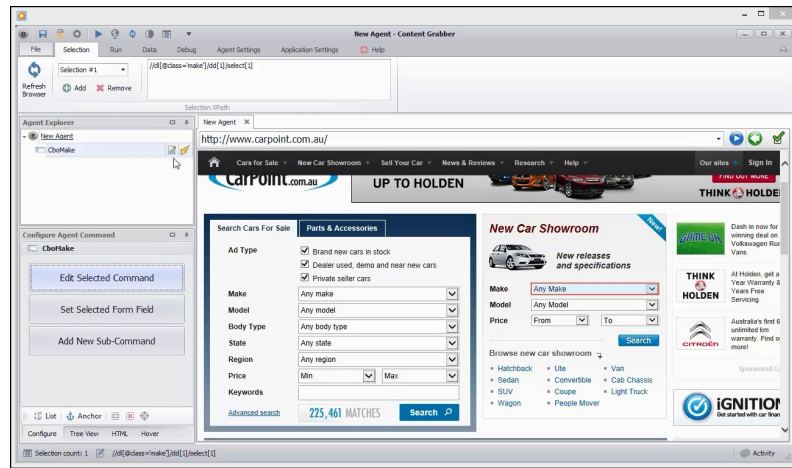 New Agent - Content Grabber
File Selection Run Data Debug Agent Settings Application Settings Help
Refresh Browser
Selection #1
Add Remove
//dl[@class='make']/dd[1]/select[1]
Selection XPath
Agent Explorer
New Agent
CboMake
Configure Agent Command
CboMake
Edit Selected Command
Set Selected Form Field
Add New Sub-Command
List Anchor
Configure Tree View HTML Hover
New Agent
http://www.carpoint.com.au/
Cars for Sale New Car Showroom Sell Your Car News & Reviews Research Help Our sites Sign In
CarPoint.com.au
UP TO HOLDEN
FIND OUT MORE
THINK HOLDE
Search Cars For Sale Parts & Accessories
Ad Type
Brand new cars in stock
Dealer used, demo and near new cars
Private seller cars
Make Any make
Model Any model
Body Type Any body type
State Any state
Region Any region
Price Min Max
Keywords
Advanced search 225,461 MATCHES Search
New Car Showroom
New!
New releases
and specifications
Make Any Make
Model Any Model
Price From To
Search
Browse new car showroom
Hatchback Ute Van
Sedan Convertible Cab Chassis
SUV Coupe Light Truck
Wagon People Mover
GAME ON
Dash in now for
winning deal on
Volkswagen Rur
Vans.
THINK
HOLDEN
At Holden, get a
Year Warranty &
Years Free
Servicing
CITROËN
Australia's first 6
unlimited km
warranty. Find o
more!
Sponsored Li
iGNITION
Get started with car finan
Selection count: 1 //dl[@class='make']/dd[1]/select[1] Activity